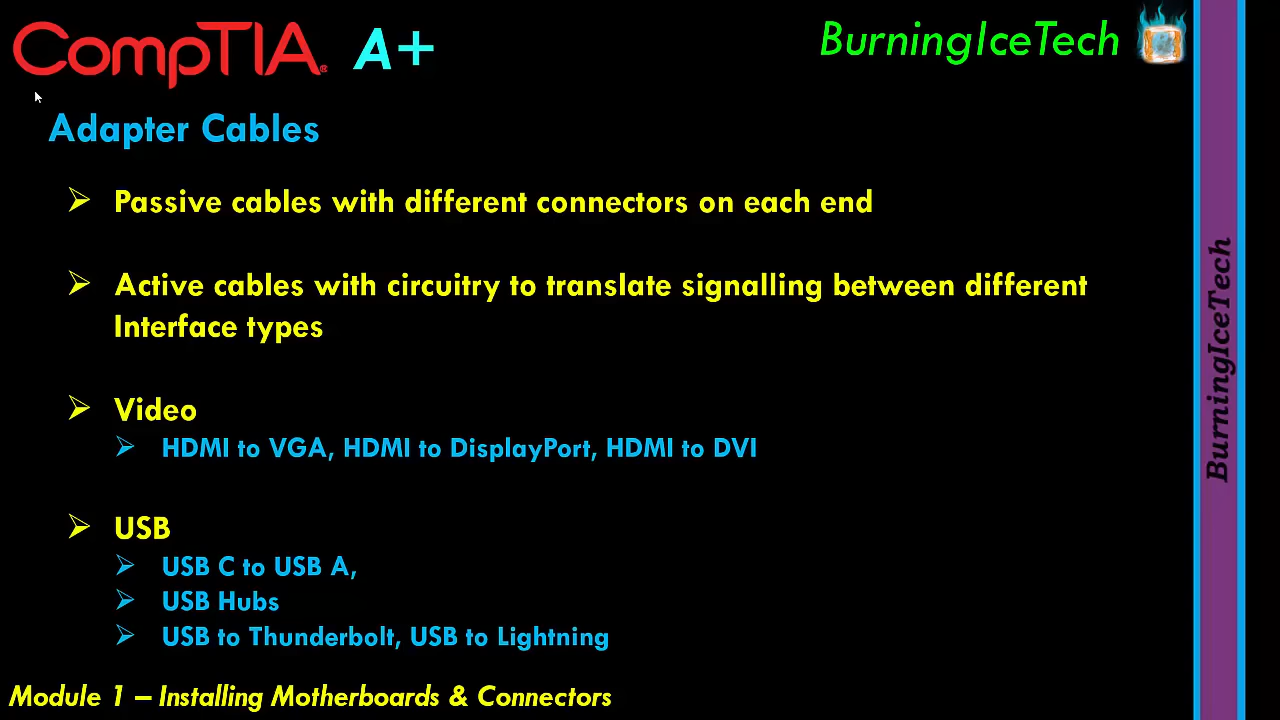 CompTIA® A+
BurningIceTech
Adapter Cables
Passive cables with different connectors on each end
Active cables with circuitry to translate signalling between different
Interface types
Video
HDMI to VGA, HDMI to DisplayPort, HDMI to DVI
USB
USB C to USB A,
USB Hubs
USB to Thunderbolt, USB to Lightning
Module 1 – Installing Motherboards & Connectors
BurningIceTech